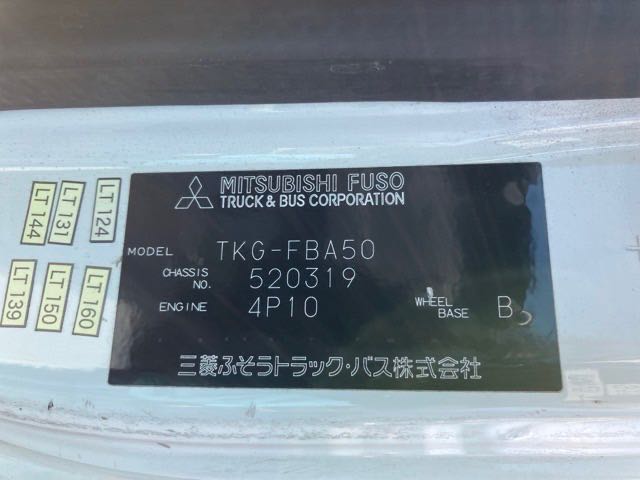 MITSUBISHI FUSO
TRUCK & BUS CORPORATION
MODEL TKG-FBA50
CHASSIS NO. 520319
ENGINE 4P10 WHEEL BASE B
三菱ふそうトラック・バス株式会社
LT 144
LT 131
LT 124
LT 139
LT 150
LT 160